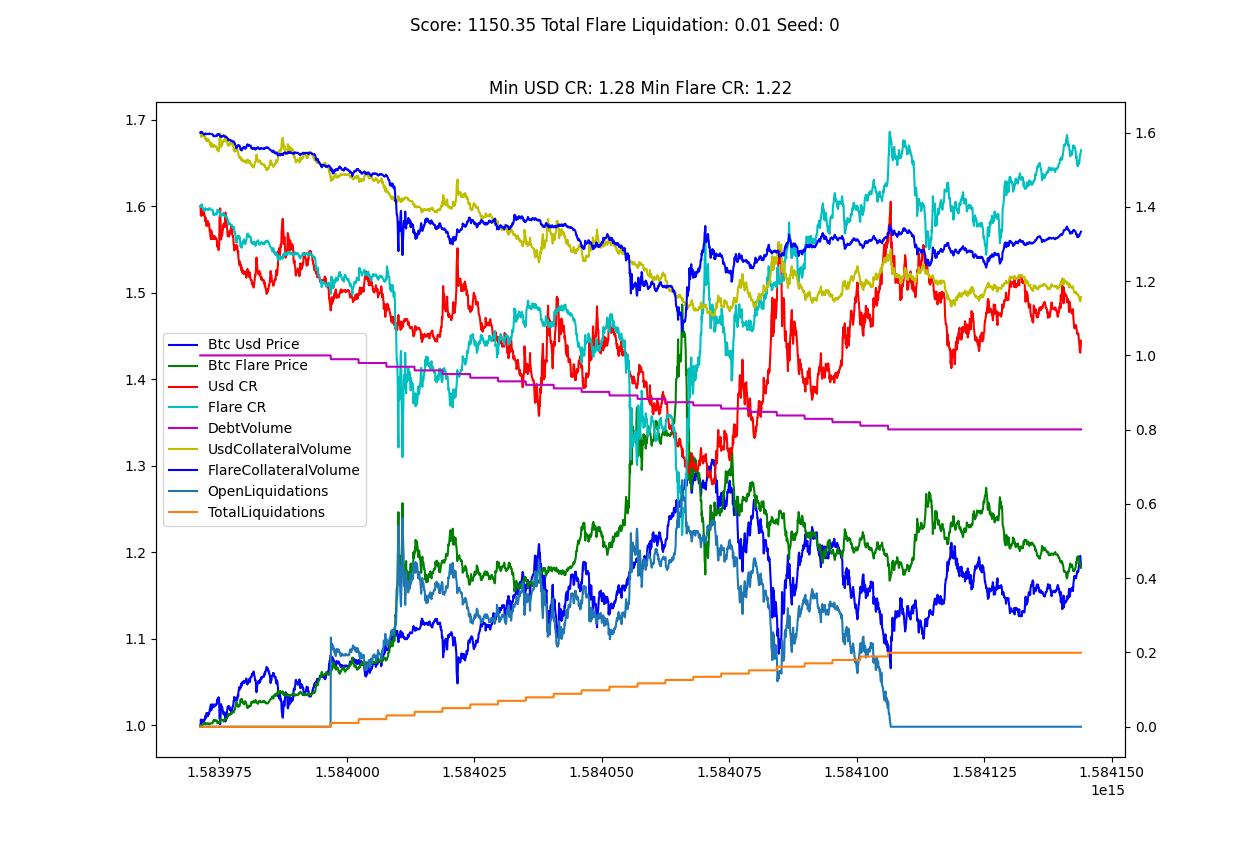 Score: 1150.35 Total Flare Liquidation: 0.01 Seed: 0
Min USD CR: 1.28 Min Flare CR: 1.22
1.7
1.6
1.5
1.4
1.3
1.2
1.1
1.0
1.6
1.4
1.2
1.0
0.8
0.6
0.4
0.2
0.0
Btc Usd Price
Btc Flare Price
Usd CR
Flare CR
DebtVolume
UsdCollateralVolume
FlareCollateralVolume
OpenLiquidations
TotalLiquidations
1.583975 1.584000 1.584025 1.584050 1.584075 1.584100 1.584125 1.584150
1e15